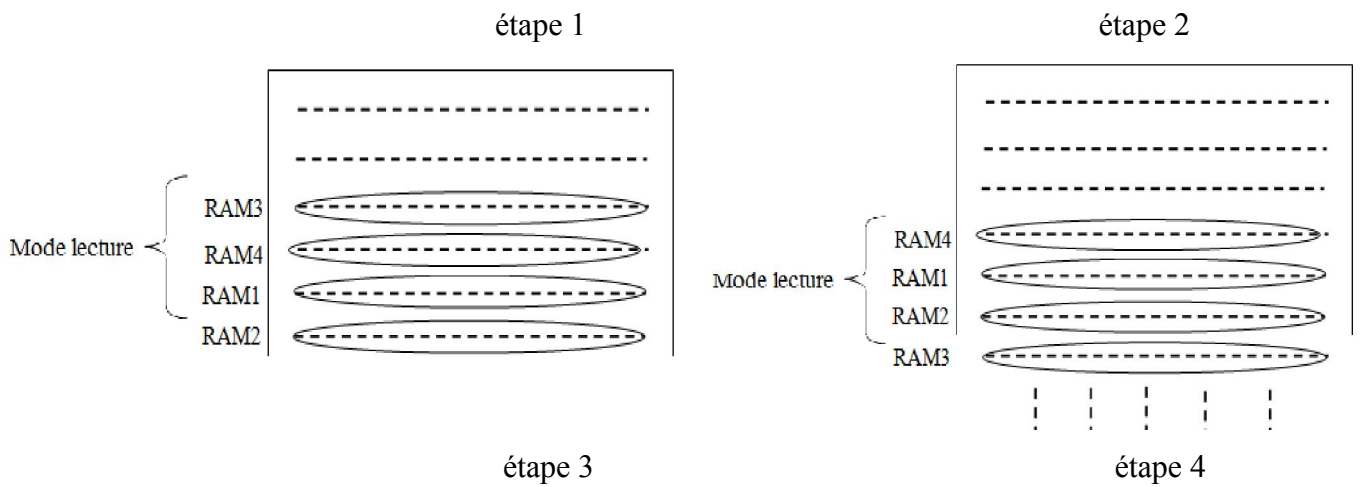 étape 1
étape 2
RAM3
Mode lecture
RAM4
RAM1
RAM2
RAM4
Mode lecture
RAM1
RAM2
RAM3
étape 3
étape 4